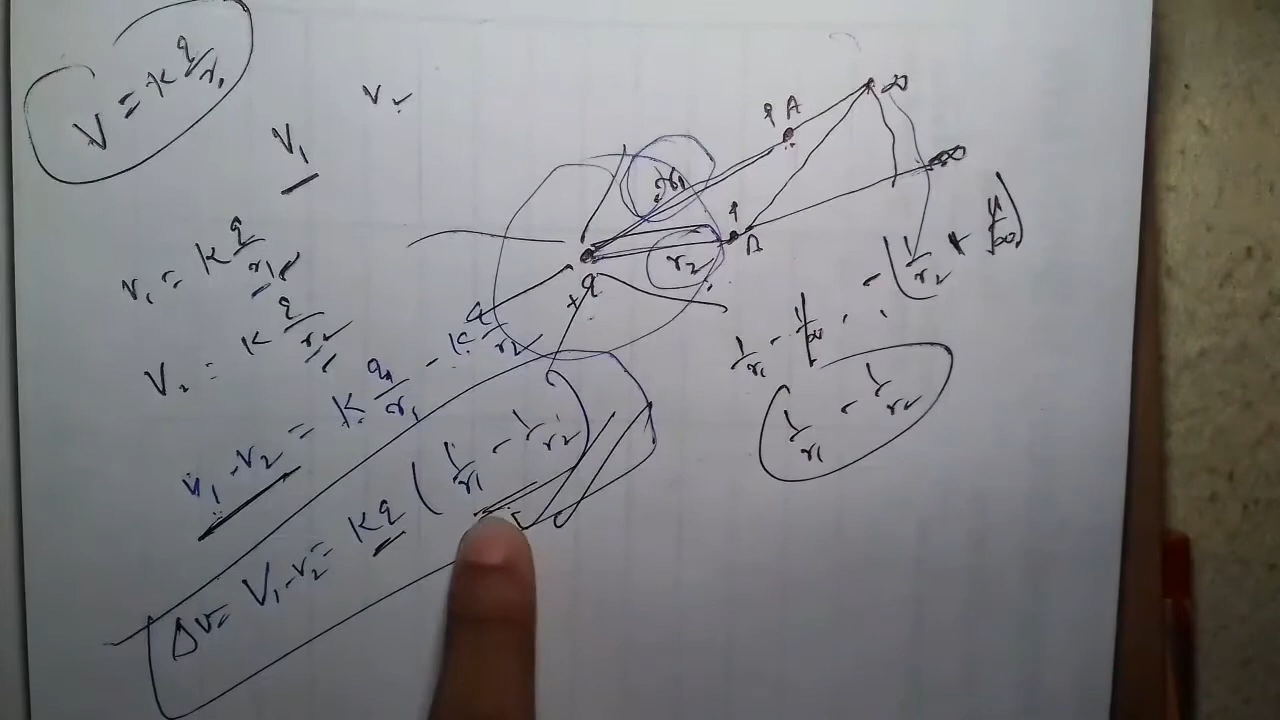 V = K q/r₁
V₁
V₂
V₁ = K q/r₁
V₂ = K q/r₂
V₁ - V₂ = K q/r₁ - K q/r₂
ΔV = V₁ - V₂ = Kq (1/r₁ - 1/r₂)
q A
∞
∞
r₁
q
B
r₂
+q
1/r₁ - 1/∞ - (1/r₂ + 1/∞)
1/r₁ - 1/r₂